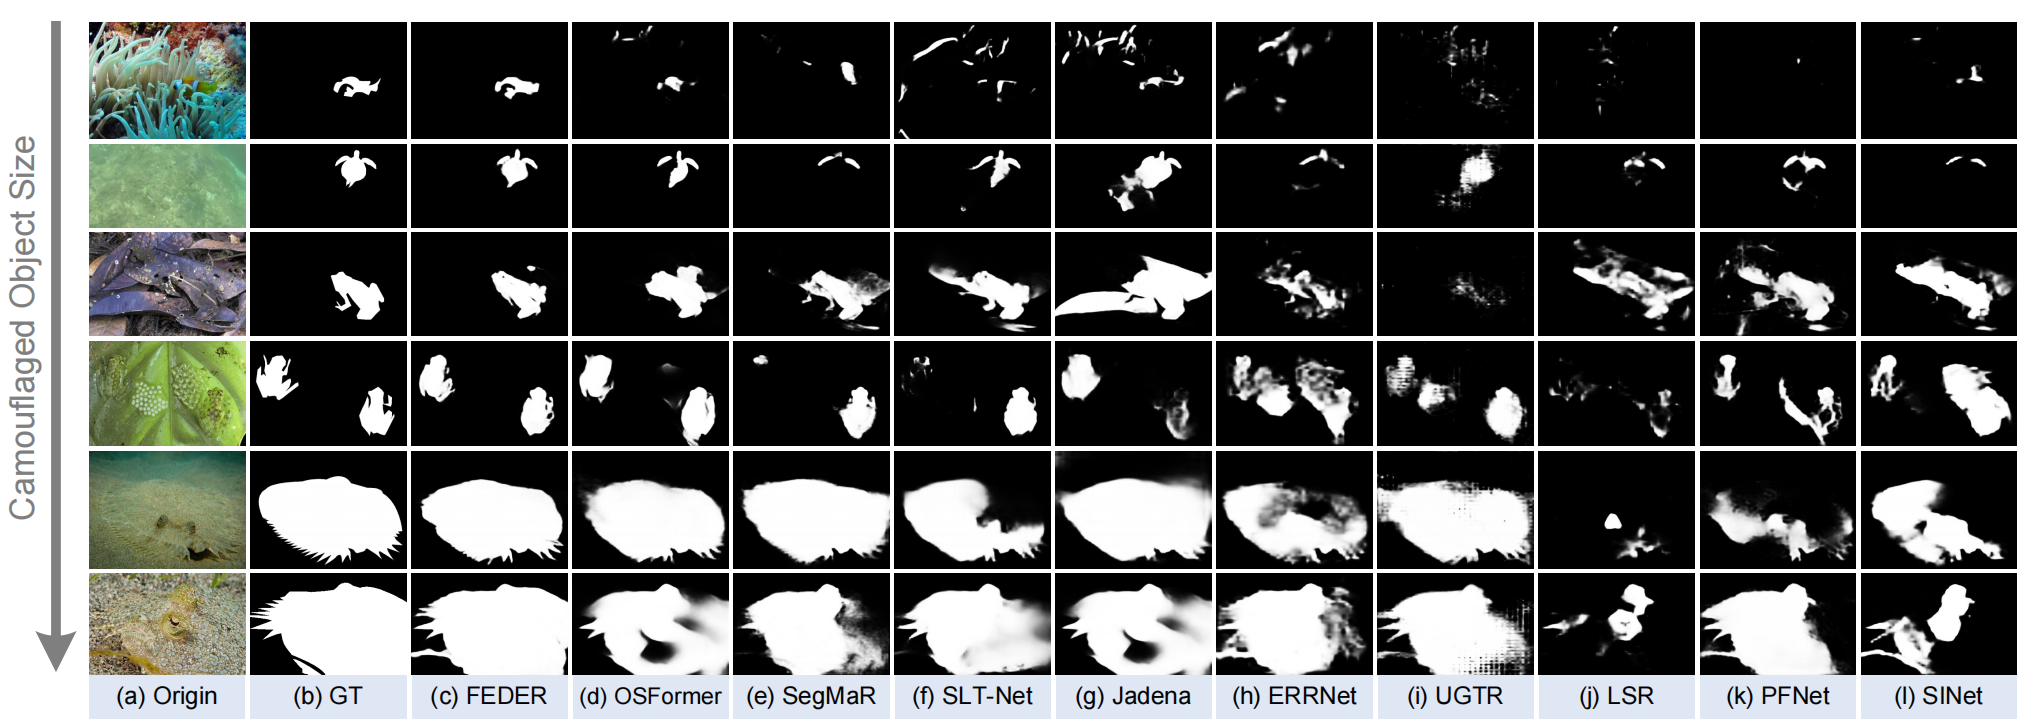 Camouflaged Object Size
(a) Origin
(b) GT
(c) FEDER
(d) OSFormer
(e) SegMaR
(f) SLT-Net
(g) Jadena
(h) ERRNet
(i) UGTR
(j) LSR
(k) PFNet
(l) SINet